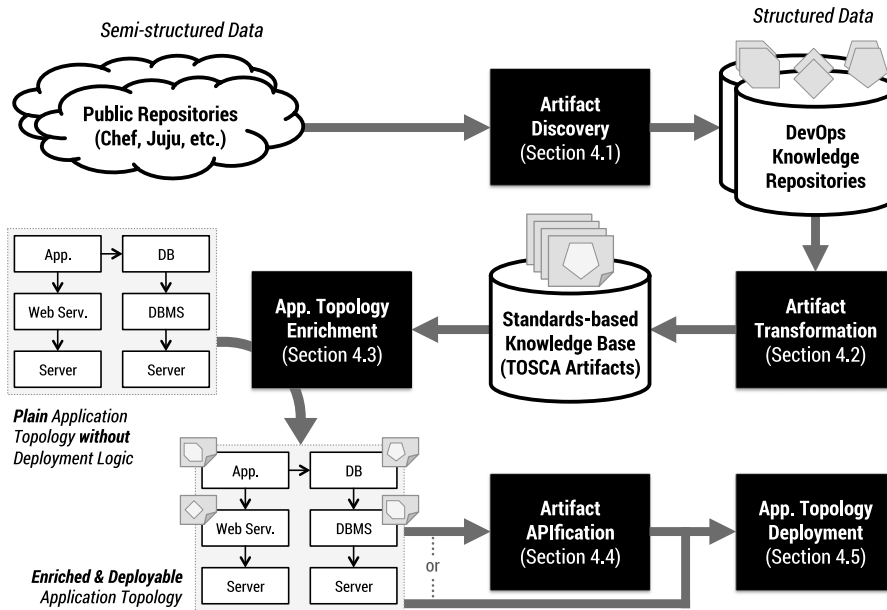 Semi-structured Data
Structured Data
Public Repositories
(Chef, Juju, etc.)
Artifact
Discovery
(Section 4.1)
DevOps
Knowledge
Repositories
App.
DB
Web Serv.
DBMS
Server
Server
App. Topology
Enrichment
(Section 4.3)
Standards-based
Knowledge Base
(TOSCA Artifacts)
Artifact
Transformation
(Section 4.2)
Plain Application
Topology without
Deployment Logic
App.
DB
Web Serv.
DBMS
Server
Server
or
Artifact
APIfication
(Section 4.4)
App. Topology
Deployment
(Section 4.5)
Enriched & Deployable
Application Topology